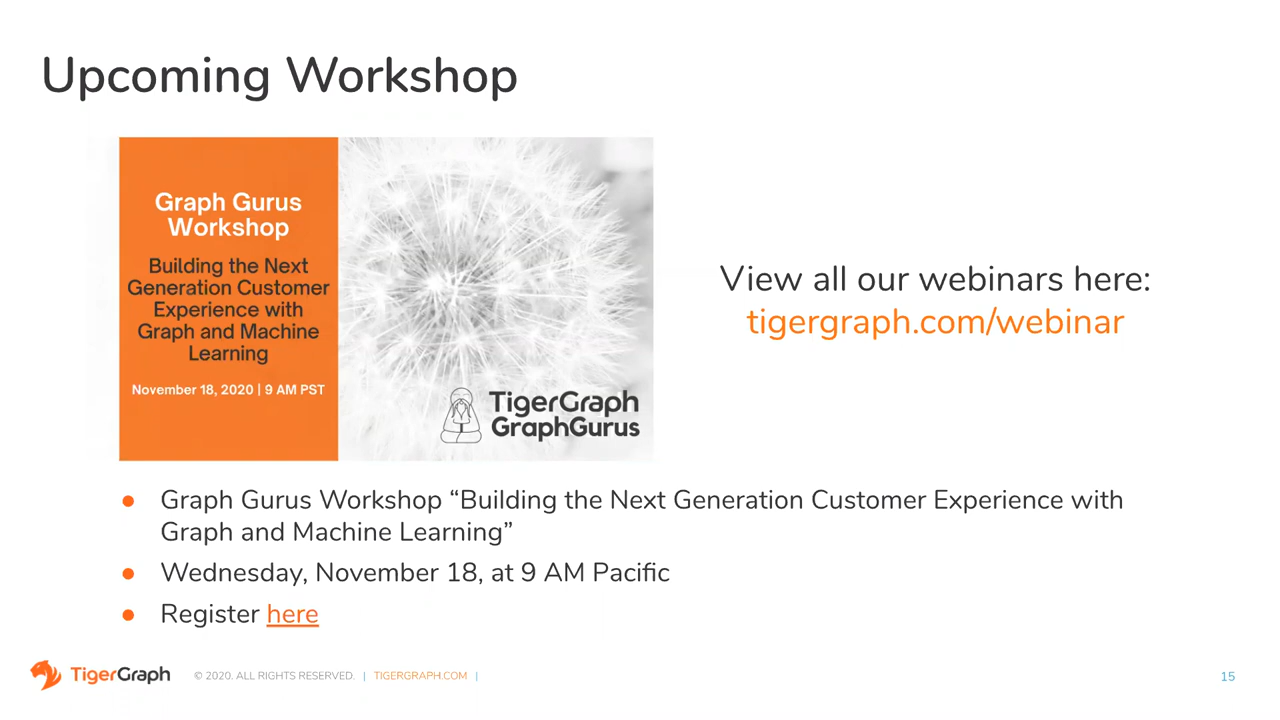 Upcoming Workshop
Graph Gurus
Workshop
Building the Next
Generation Customer
Experience with
Graph and Machine
Learning
November 18, 2020 | 9 AM PST
TigerGraph
GraphGurus
View all our webinars here:
tigergraph.com/webinar
● Graph Gurus Workshop “Building the Next Generation Customer Experience with
Graph and Machine Learning”
● Wednesday, November 18, at 9 AM Pacific
● Register here
TigerGraph © 2020. ALL RIGHTS RESERVED. | TIGERGRAPH.COM | 15